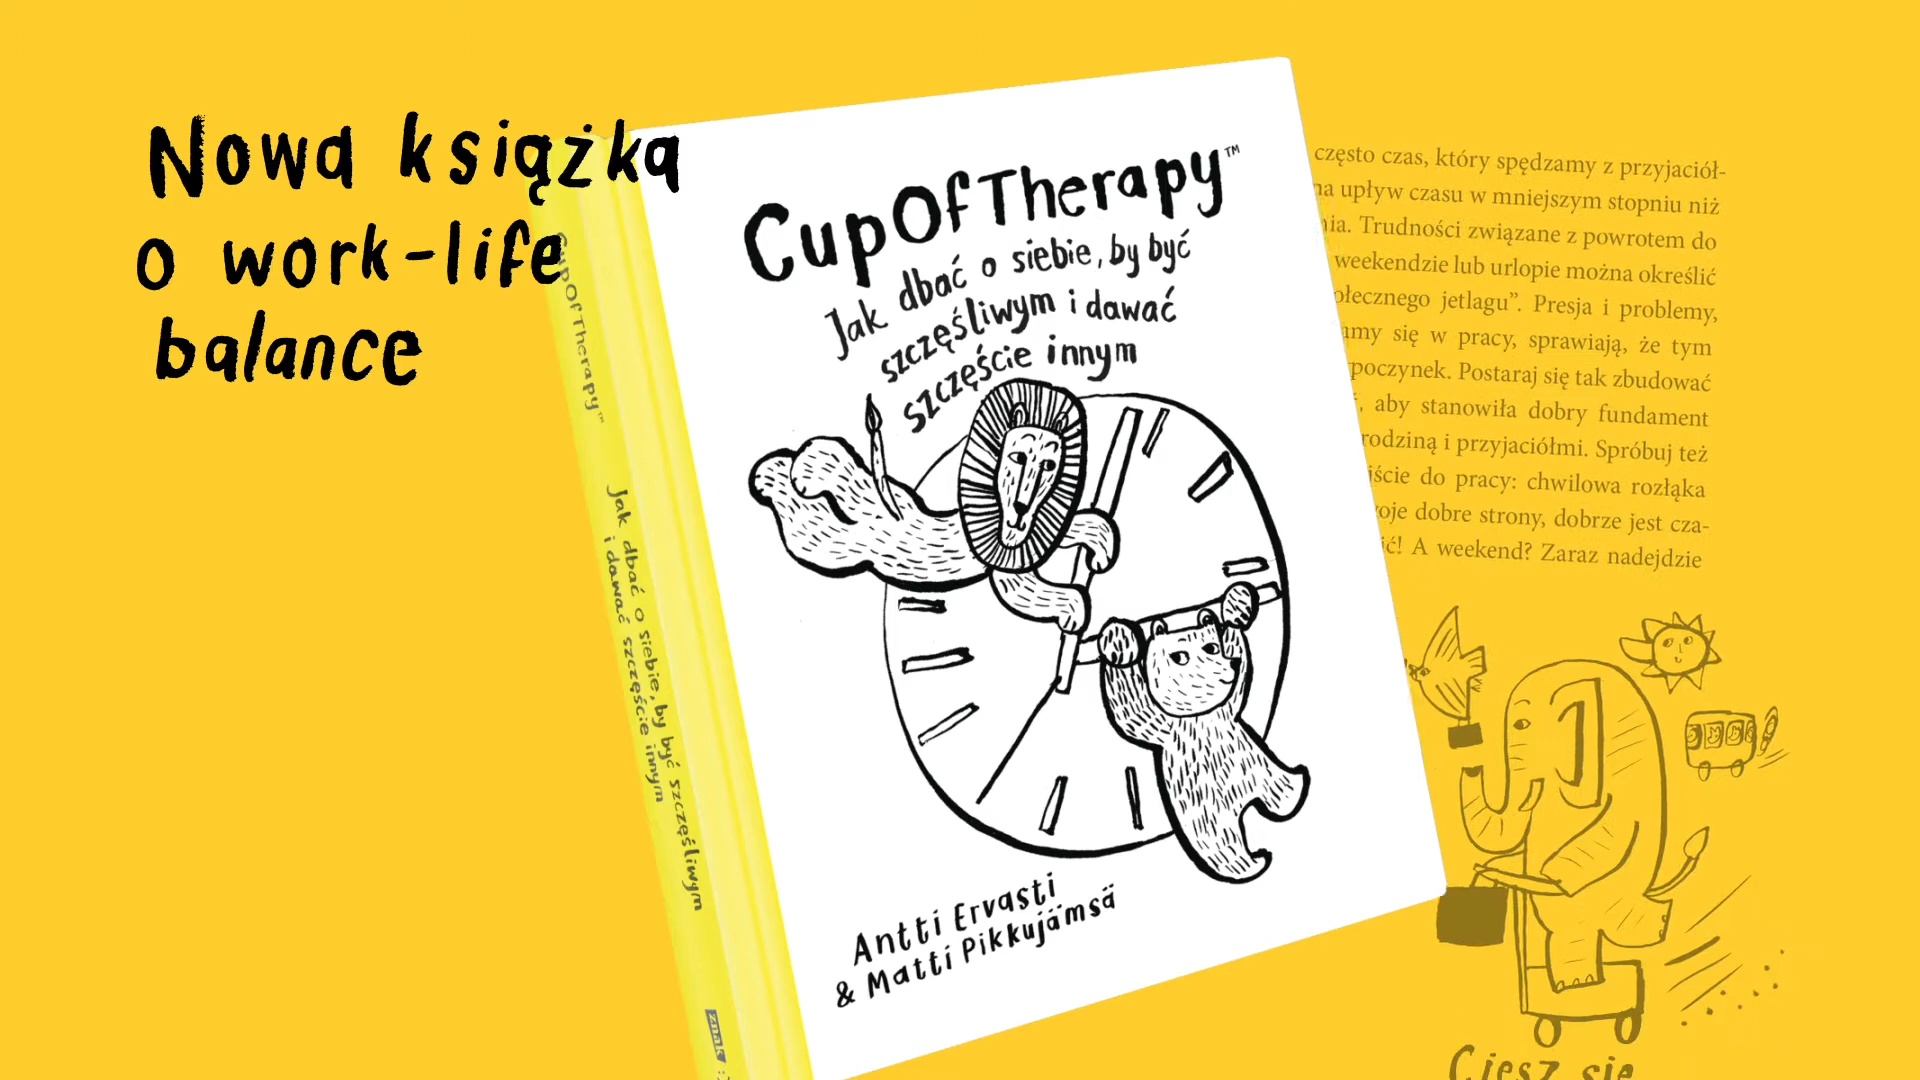 Nowa książka
o work-life
balance
CupOfTherapy™
Jak dbać o siebie, by być
szczęśliwym i dawać
szczęście innym
Antti Ervasti
& Matti Pikkujämsä
CupOfTherapy™
Jak dbać o siebie, by być szczęśliwym
i dawać szczęście innym
znak
często czas, który spędzamy z przyjaciół-
na upływ czasu w mniejszym stopniu niż
nia. Trudności związane z powrotem do
weekendzie lub urlopie można określić
ołecznego jetlagu”. Presja i problemy,
amy się w pracy, sprawiają, że tym
poczynek. Postaraj się tak zbudować
, aby stanowiła dobry fundament
rodziną i przyjaciółmi. Spróbuj też
jście do pracy: chwilowa rozłąka
oje dobre strony, dobrze jest cza-
ić! A weekend? Zaraz nadejdzie
Ciesz się